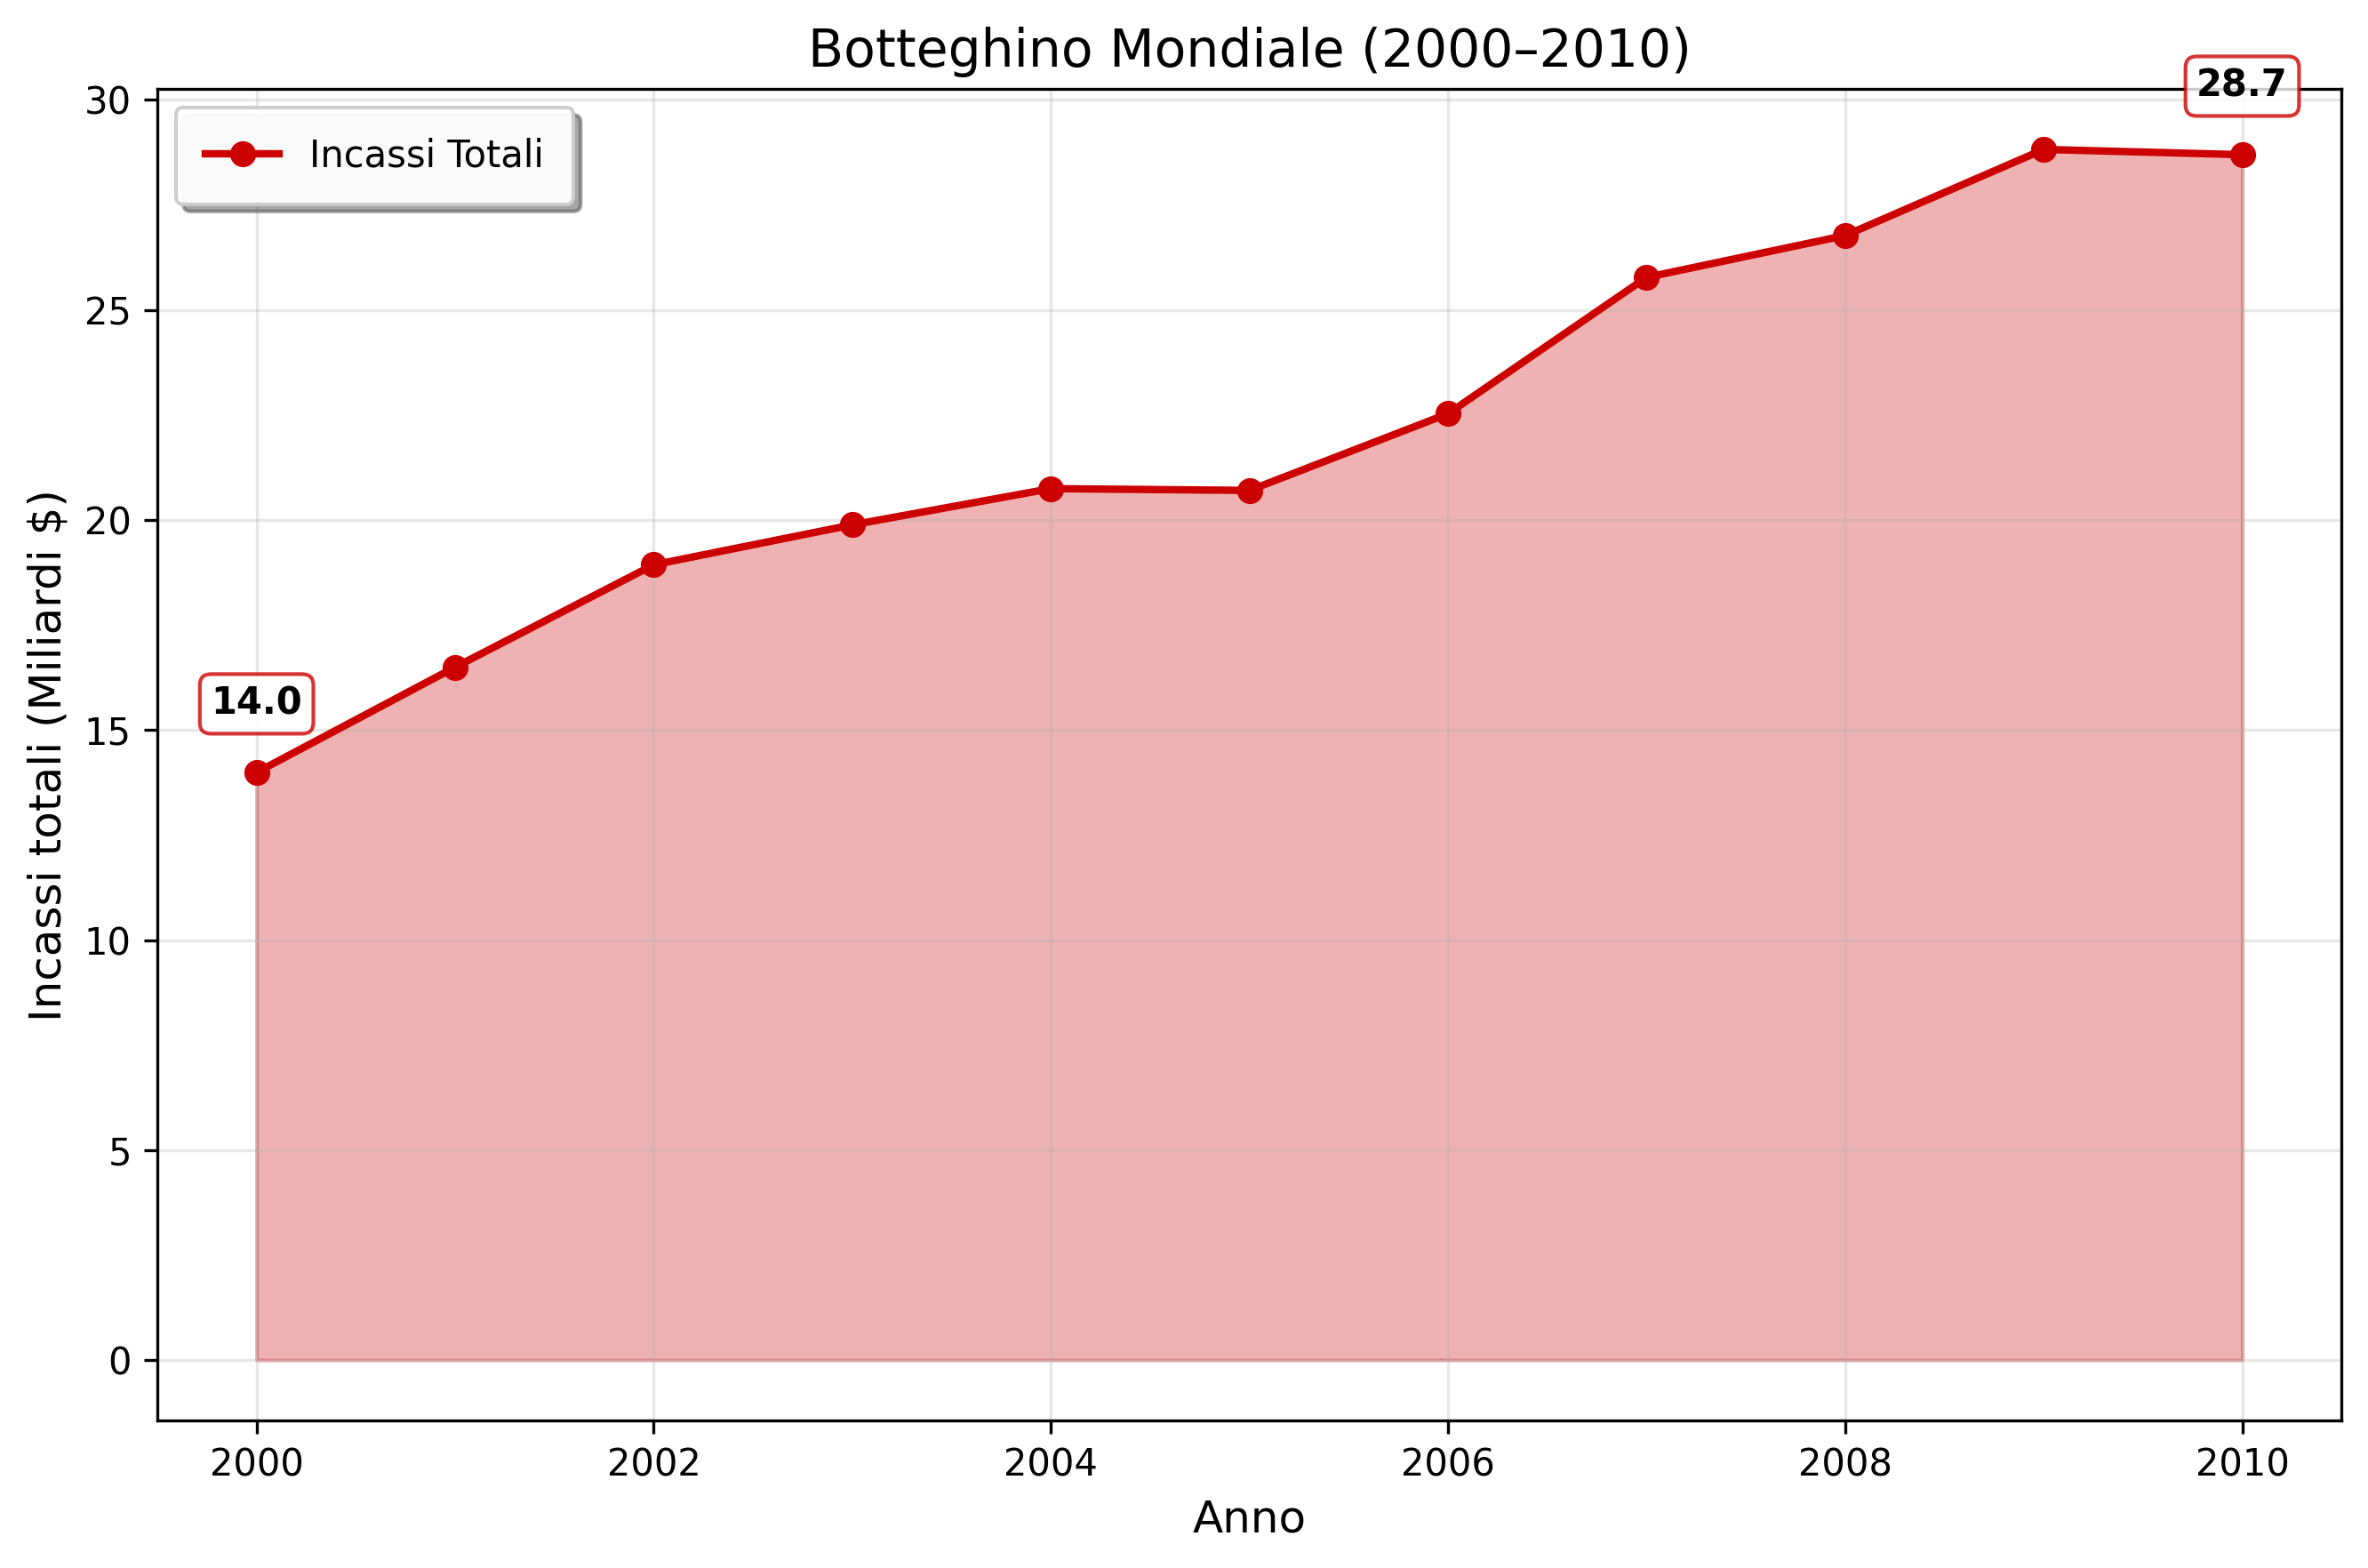 Botteghino Mondiale (2000–2010)
28.7
30
Incassi Totali
25
20
14.0
15
10
5
0
Incassi totali (Miliardi $)
2000 2002 2004 2006 2008 2010
Anno